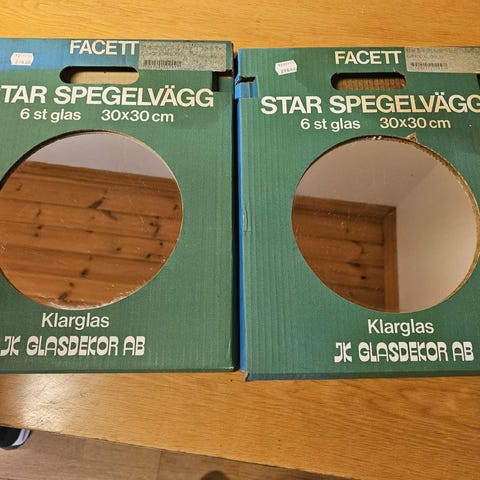 FACETT
STAR SPEGELVÄGG
6 st glas 30x30 cm
Klarglas
JK GLASDEKOR AB
FACETT
STAR SPEGELVÄGG
6 st glas 30x30 cm
Klarglas
JK GLASDEKOR AB